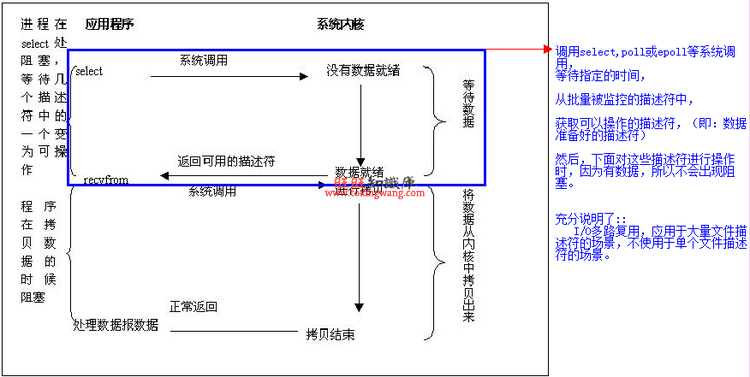 进程在
select处
阻塞，
等待几
个描述
符中的
一个变
为可操
作
应用程序
系统内核
select
系统调用
没有数据就绪
等待数据
返回可用的描述符
数据就绪
recvfrom
系统调用
进行拷贝
旺旺知识库
程序
在拷
贝数
据的
时候
阻塞
将数据从内核中拷贝出来
正常返回
处理数据报数据
拷贝结束
调用select,poll或epoll等系统调
用，
等待指定的时间，
从批量被监控的描述符中，
获取可以操作的描述符，（即：数据
准备好的描述符）
然后，下面对这些描述符进行操作
时，因为有数据，所以不会出现阻
塞。
充分说明了::
I/O多路复用，应用于大量文件描
述符的场景，不使用于单个文件描述
符的场景。